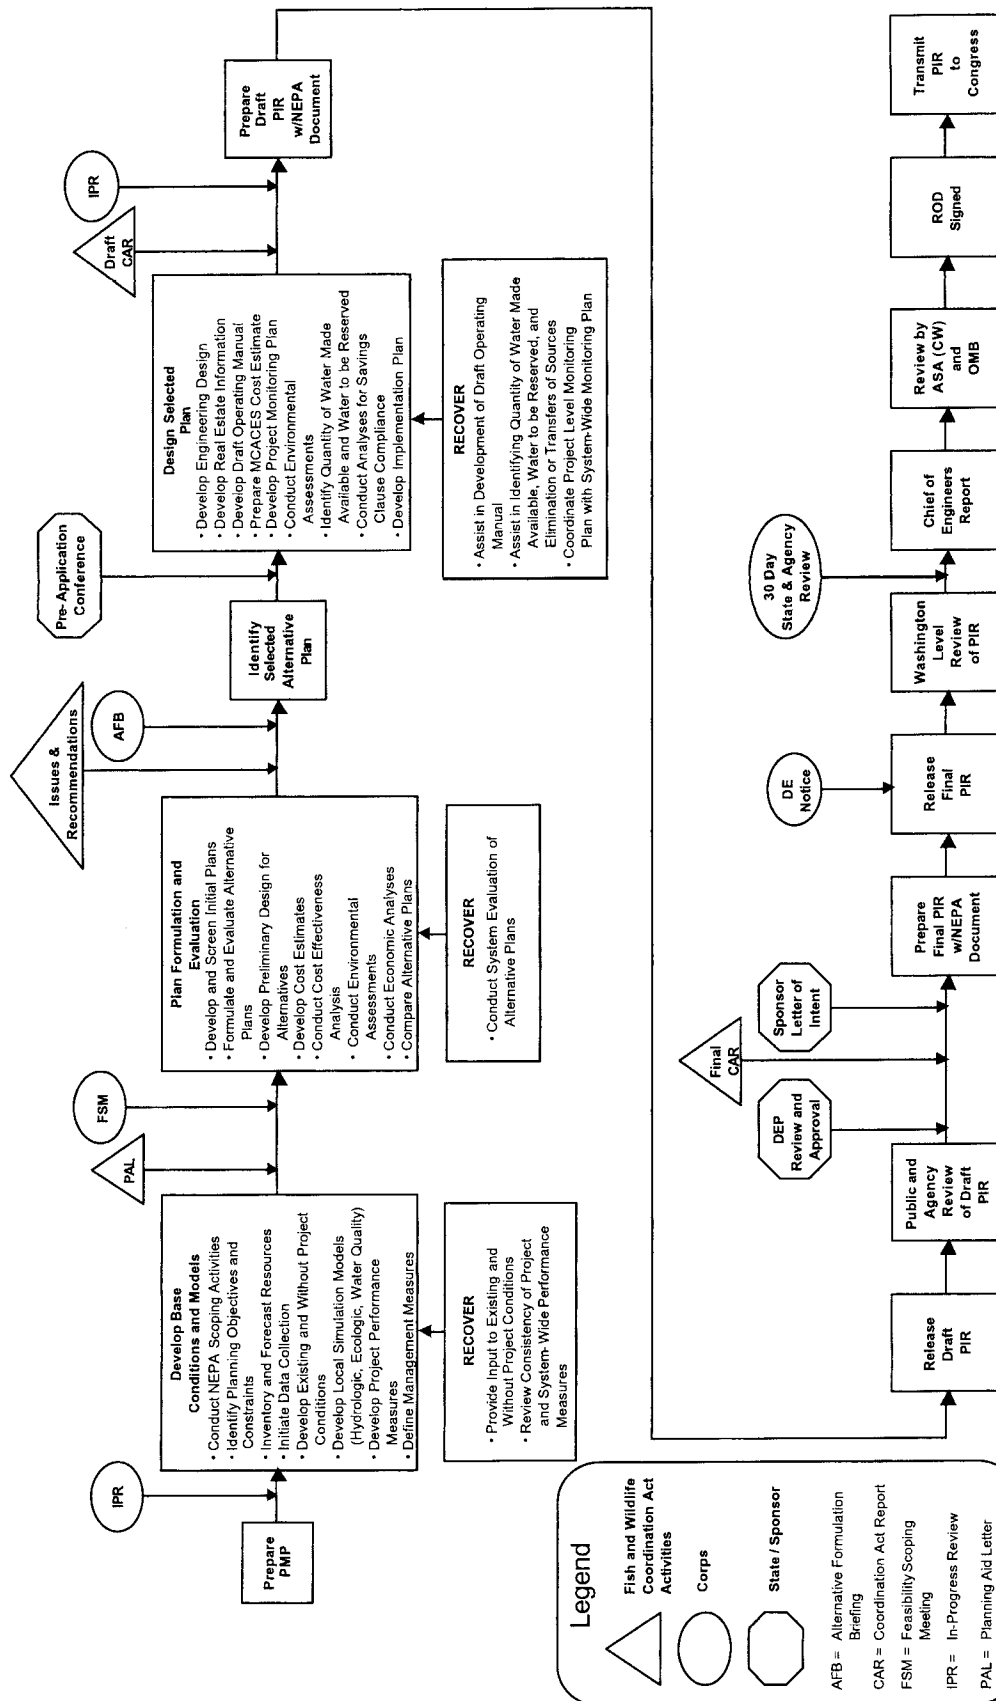 IPR
Prepare
PMP
Develop Base
Conditions and Models
• Conduct NEPA Scoping Activities
• Identify Planning Objectives and
Constraints
• Inventory and Forecast Resources
• Initiate Data Collection
• Develop Existing and Without Project
Conditions
• Develop Local Simulation Models
(Hydrologic, Ecologic, Water Quality)
• Develop Project Performance
Measures
• Define Management Measures
RECOVER
• Provide Input to Existing and
Without Project Conditions
• Review Consistency of Project
and System-Wide Performance
Measures
PAL
FSM
Plan Formulation and
Evaluation
• Develop and Screen Initial Plans
• Formulate and Evaluate Alternative
Plans
• Develop Preliminary Design for
Alternatives
• Develop Cost Estimates
• Conduct Cost Effectiveness
Analysis
• Conduct Environmental
Assessments
• Conduct Economic Analyses
• Compare Alternative Plans
RECOVER
• Conduct System Evaluation of
Alternative Plans
Issues &
Recommendations
AFB
Identify
Selected
Alternative
Plan
Pre-Application
Conference
Design Selected
Plan
• Develop Engineering Design
• Develop Real Estate Information
• Develop Draft Operating Manual
• Prepare MCACES Cost Estimate
• Develop Project Monitoring Plan
• Conduct Environmental
Assessments
• Identify Quantity of Water Made
Available and Water to be Reserved
• Conduct Analyses for Savings
Clause Compliance
• Develop Implementation Plan
RECOVER
• Assist in Development of Draft Operating
Manual
• Assist in Identifying Quantity of Water Made
Available, Water to be Reserved, and
Elimination or Transfers of Sources
• Coordinate Project Level Monitoring
Plan with System-Wide Monitoring Plan
Draft
CAR
IPR
Prepare
Draft
PIR
w/NEPA
Document
Release
Draft
PIR
Public and
Agency
Review
of Draft
PIR
DEP
Review and
Approval
Final
CAR
Sponsor
Letter of
Intent
Prepare
Final PIR
w/NEPA
Document
DE
Notice
Release
Final
PIR
Washington
Level
Review
of PIR
30 Day
State & Agency
Review
Chief of
Engineers
Report
Review by
ASA (CW)
and
OMB
ROD
Signed
Transmit
PIR
to
Congress
Legend
Fish and Wildlife
Coordination Act
Activities
Corps
State / Sponsor
AFB = Alternative Formulation
Briefing
CAR = Coordination Act Report
FSM = Feasibility Scoping
Meeting
IPR = In-Progress Review
PAL = Planning Aid Letter